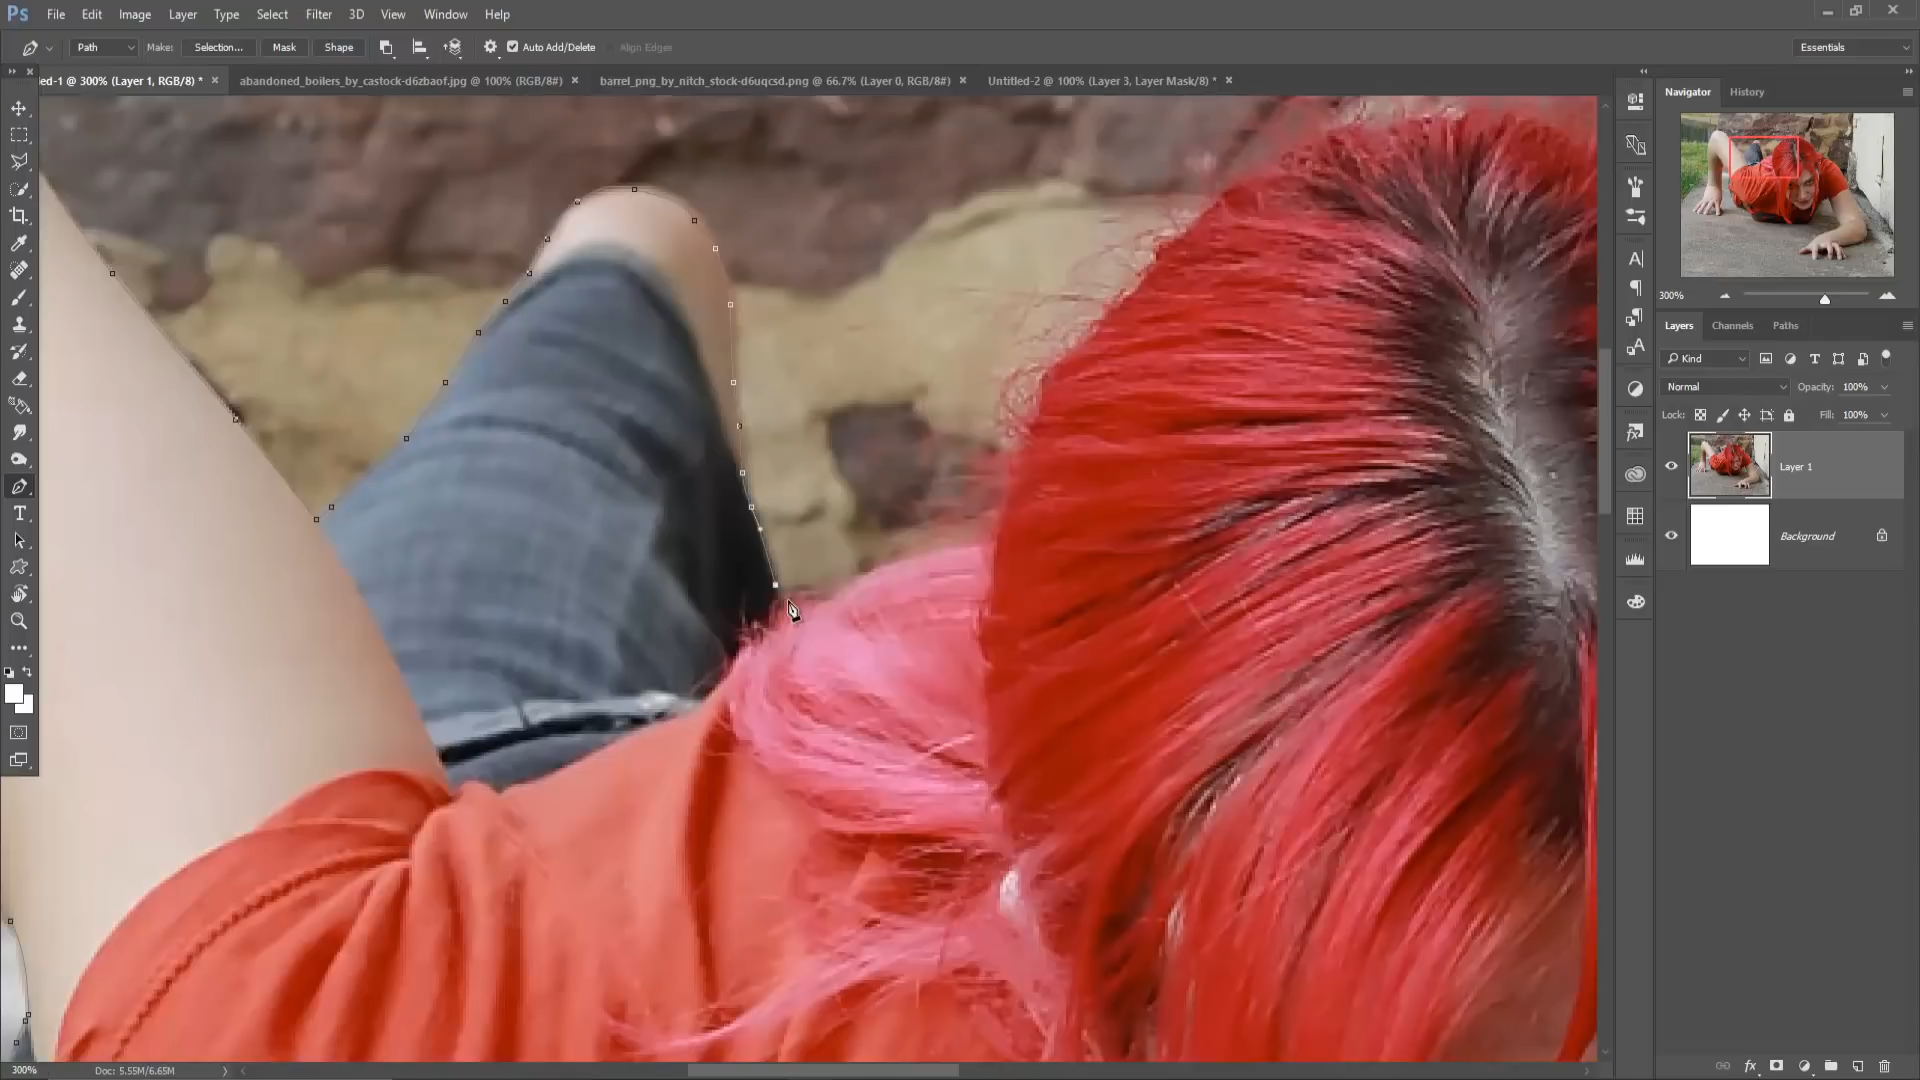 Ps File Edit Image Layer Type Select Filter 3D View Window Help
Path Make: Selection... Mask Shape Auto Add/Delete Align Edges Essentials
ed-1 @ 300% (Layer 1, RGB/8) * abandoned_boilers_by_castock-d6zbaof.jpg @ 100% (RGB/8#) barrel_png_by_nitch_stock-d6uqcsd.png @ 66.7% (Layer 0, RGB/8#) Untitled-2 @ 100% (Layer 3, Layer Mask/8) *
Navigator History
300%
Layers Channels Paths
Kind
Normal Opacity: 100%
Lock: Fill: 100%
Layer 1
Background
300% Doc: 5.55M/6.65M